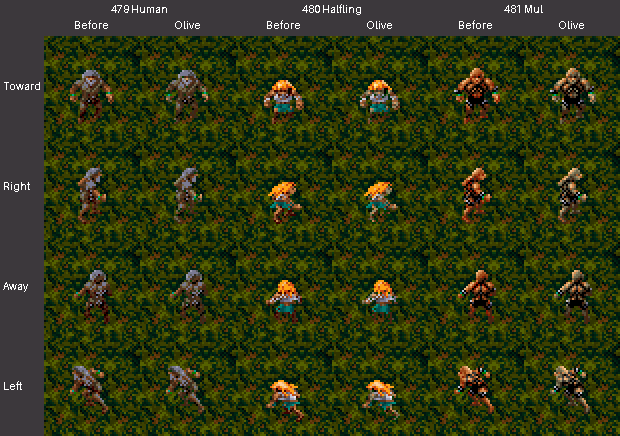 479 Human 480 Halfling 481 Mul
Before Olive Before Olive Before Olive
Toward
Right
Away
Left